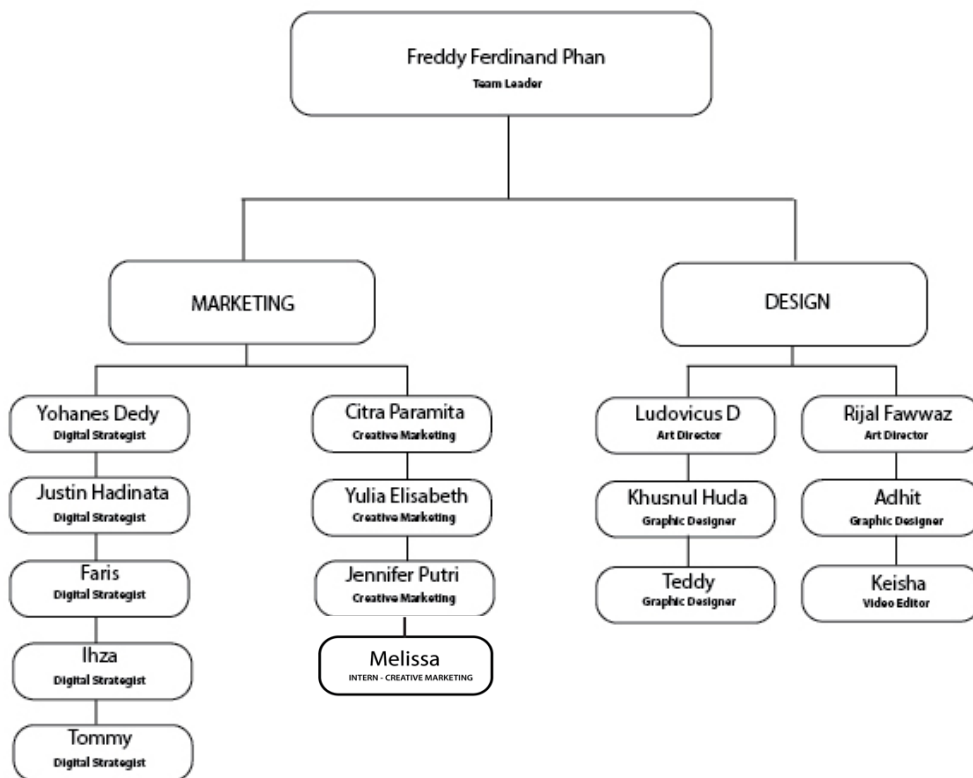 Freddy Ferdinand Phan
Team Leader
MARKETING
DESIGN
Yohanes Dedy
Digital Strategist
Justin Hadinata
Digital Strategist
Faris
Digital Strategist
Ihza
Digital Strategist
Tommy
Digital Strategist
Citra Paramita
Creative Marketing
Yulia Elisabeth
Creative Marketing
Jennifer Putri
Creative Marketing
Melissa
INTERN - CREATIVE MARKETING
Ludovicus D
Art Director
Khusnul Huda
Graphic Designer
Teddy
Graphic Designer
Rijal Fawwaz
Art Director
Adhit
Graphic Designer
Keisha
Video Editor